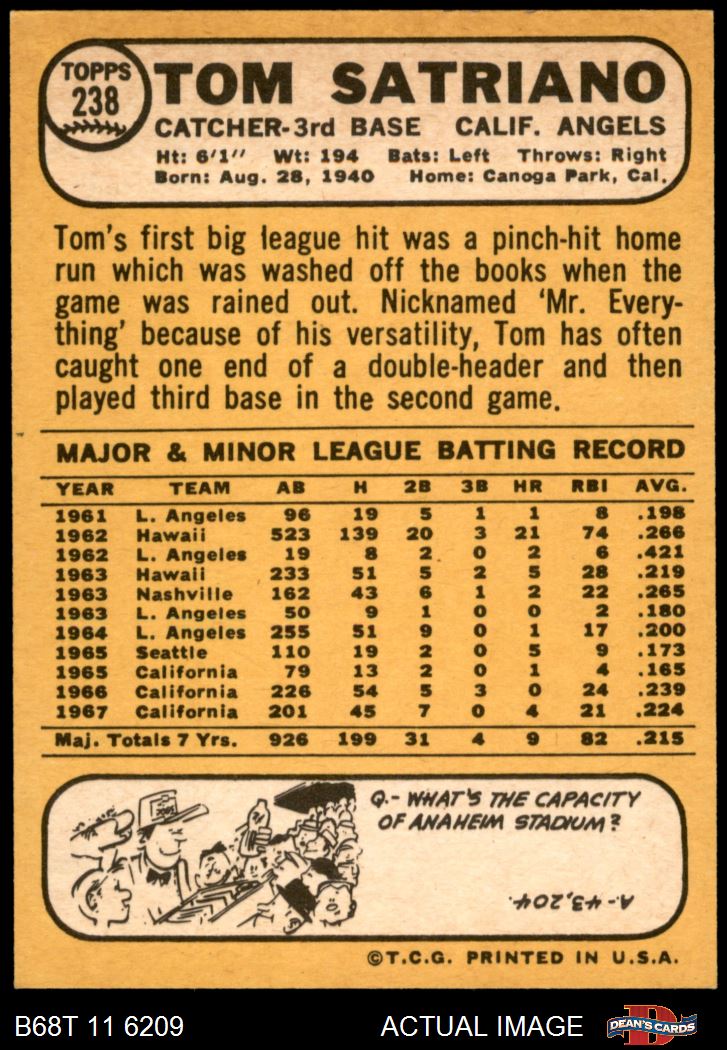 TOPPS
238
TOM SATRIANO
CATCHER-3rd BASE CALIF. ANGELS
Ht: 6'1'' Wt: 194 Bats: Left Throws: Right
Born: Aug. 28, 1940 Home: Canoga Park, Cal.
Tom's first big league hit was a pinch-hit home
run which was washed off the books when the
game was rained out. Nicknamed 'Mr. Every-
thing' because of his versatility, Tom has often
caught one end of a double-header and then
played third base in the second game.
MAJOR & MINOR LEAGUE BATTING RECORD
YEAR TEAM AB H 2B 3B HR RBI AVG.
1961 L. Angeles 96 19 5 1 1 8 .198
1962 Hawaii 523 139 20 3 21 74 .266
1962 L. Angeles 19 8 2 0 2 6 .421
1963 Hawaii 233 51 5 2 5 28 .219
1963 Nashville 162 43 6 1 2 22 .265
1963 L. Angeles 50 9 1 0 0 2 .180
1964 L. Angeles 255 51 9 0 1 17 .200
1965 Seattle 110 19 2 0 5 9 .173
1965 California 79 13 2 0 1 4 .165
1966 California 226 54 5 3 0 24 .239
1967 California 201 45 7 0 4 21 .224
Maj. Totals 7 Yrs. 926 199 31 4 9 82 .215
Q.- WHAT'S THE CAPACITY
OF ANAHEIM STADIUM?
A.- 43,204.
©T.C.G. PRINTED IN U.S.A.
B68T 11 6209 ACTUAL IMAGE DEAN'S CARDS